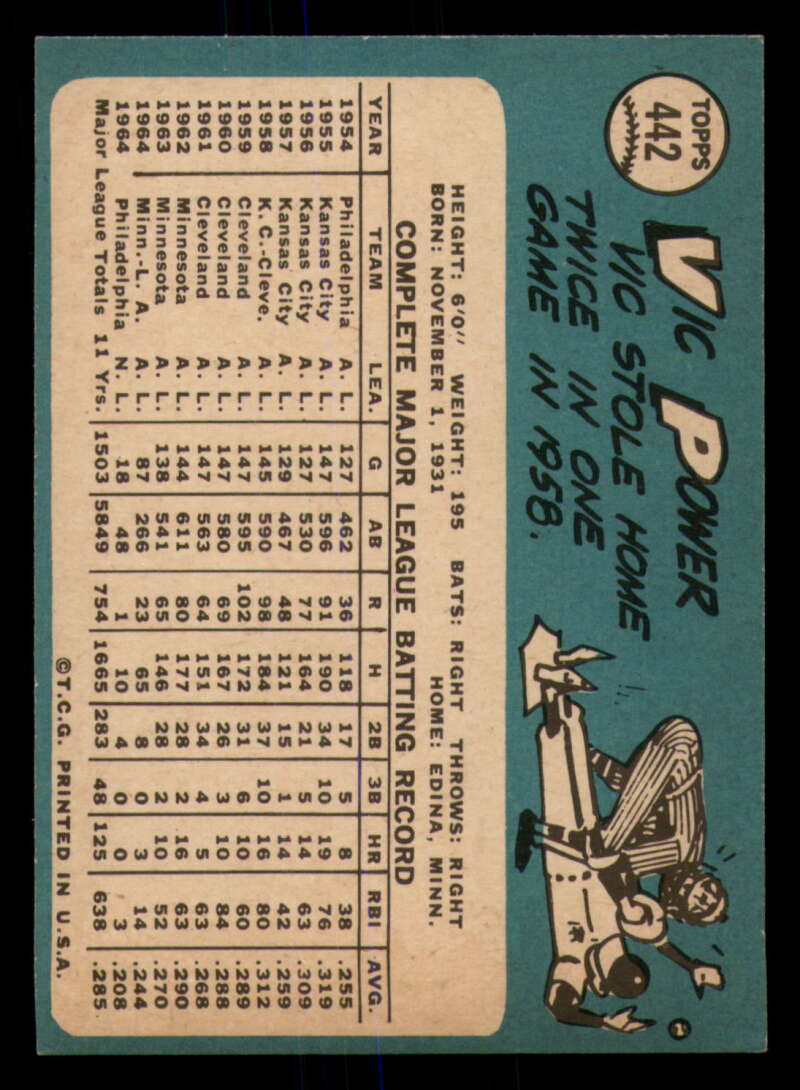 TOPPS
442
VIC POWER
VIC STOLE HOME
TWICE IN ONE
GAME IN 1958.
HEIGHT: 6'0" WEIGHT: 195 BATS: RIGHT THROWS: RIGHT
BORN: NOVEMBER 1, 1931 HOME: EDINA, MINN.
COMPLETE MAJOR LEAGUE BATTING RECORD
YEAR TEAM LEA. G AB R H 2B 3B HR RBI AVG.
1954 Philadelphia A. L. 127 462 36 118 17 5 8 38 .255
1955 Kansas City A. L. 147 596 91 190 34 10 19 76 .319
1956 Kansas City A. L. 127 530 77 164 21 5 14 63 .309
1957 Kansas City A. L. 129 467 48 121 15 1 14 42 .259
1958 K. C.-Cleve. A. L. 145 590 98 184 37 10 16 80 .312
1959 Cleveland A. L. 147 595 102 172 31 6 10 60 .289
1960 Cleveland A. L. 147 580 69 167 26 3 10 84 .288
1961 Cleveland A. L. 147 563 64 151 34 4 5 63 .268
1962 Minnesota A. L. 144 611 80 177 28 2 16 63 .290
1963 Minnesota A. L. 138 541 65 146 28 2 10 52 .270
1964 Minn.-L. A. A. L. 87 266 23 65 8 0 3 14 .244
1964 Philadelphia N. L. 18 48 1 10 4 0 0 3 .208
Major League Totals 11 Yrs. 1503 5849 754 1665 283 48 125 638 .285
©T.C.G. PRINTED IN U.S.A.